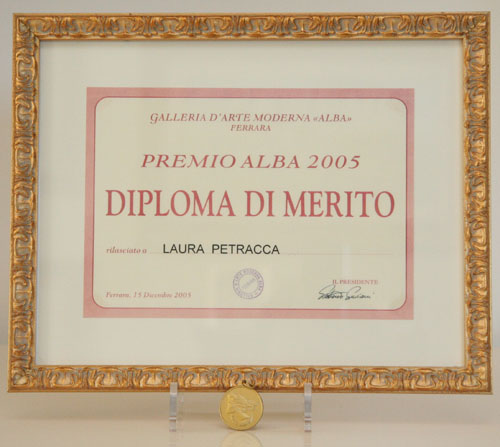 GALLERIA D'ARTE MODERNA «ALBA»
FERRARA
PREMIO ALBA 2005
DIPLOMA DI MERITO
rilasciato a LAURA PETRACCA
IL PRESIDENTE
Ferrara, 15 Dicembre 2005